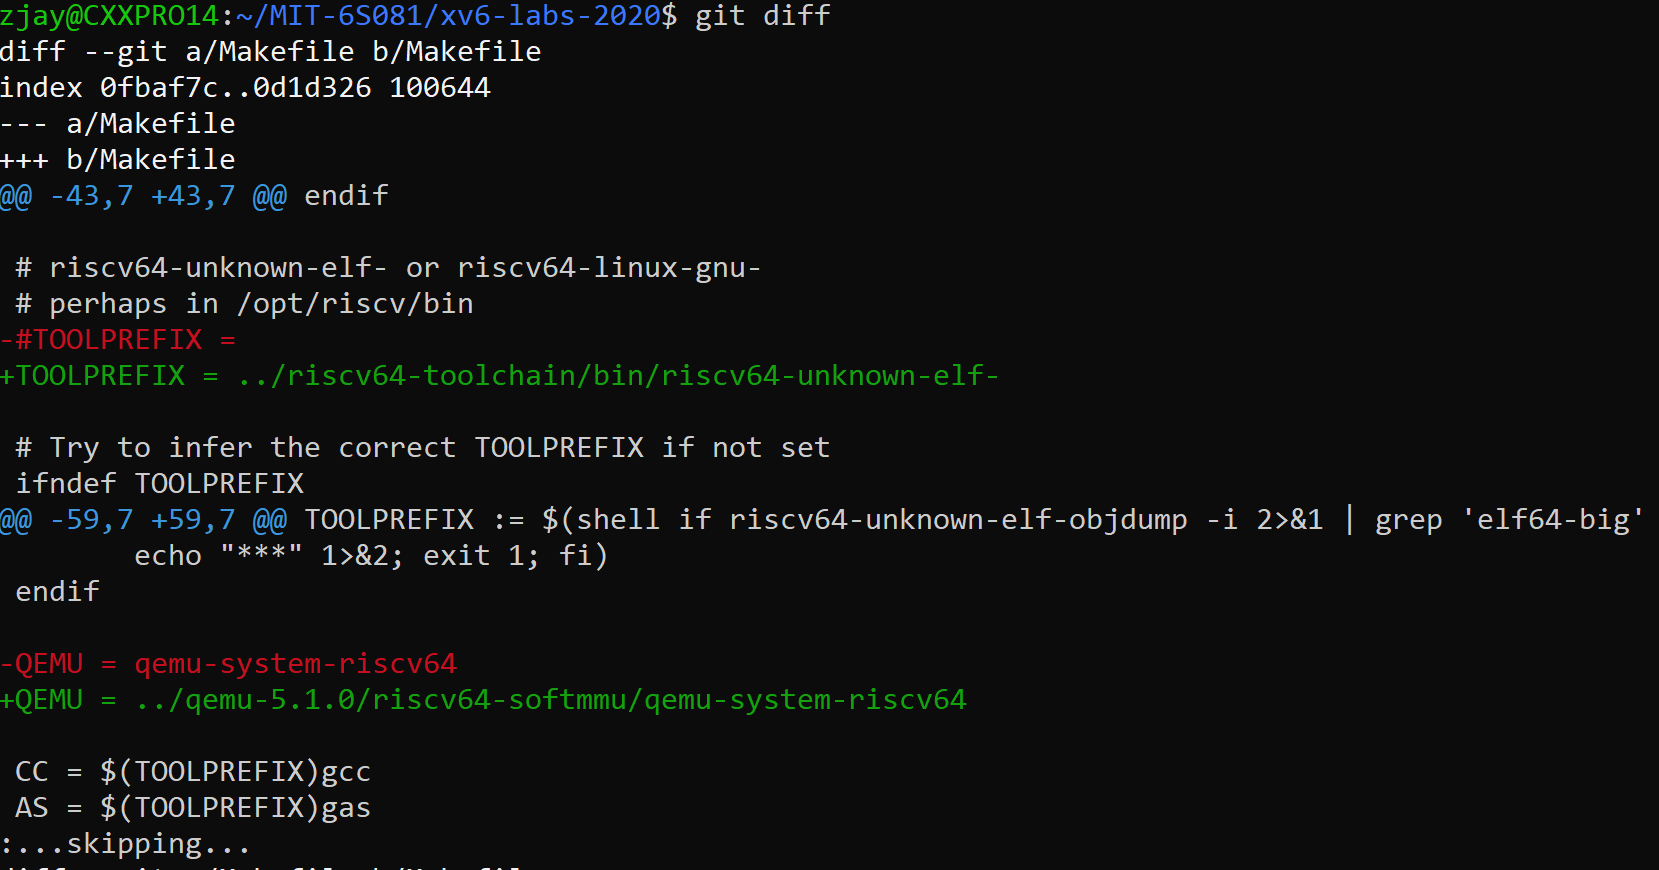 zjay@CXXPRO14:~/MIT-6S081/xv6-labs-2020$ git diff
diff --git a/Makefile b/Makefile
index 0fbaf7c..0d1d326 100644
--- a/Makefile
+++ b/Makefile
@@ -43,7 +43,7 @@ endif
# riscv64-unknown-elf- or riscv64-linux-gnu-
# perhaps in /opt/riscv/bin
-#TOOLPREFIX =
+TOOLPREFIX = ../riscv64-toolchain/bin/riscv64-unknown-elf-
# Try to infer the correct TOOLPREFIX if not set
ifndef TOOLPREFIX
@@ -59,7 +59,7 @@ TOOLPREFIX := $(shell if riscv64-unknown-elf-objdump -i 2>&1 | grep 'elf64-big'
echo "***" 1>&2; exit 1; fi)
endif
-QEMU = qemu-system-riscv64
+QEMU = ../qemu-5.1.0/riscv64-softmmu/qemu-system-riscv64
CC = $(TOOLPREFIX)gcc
AS = $(TOOLPREFIX)gas
:...skipping...